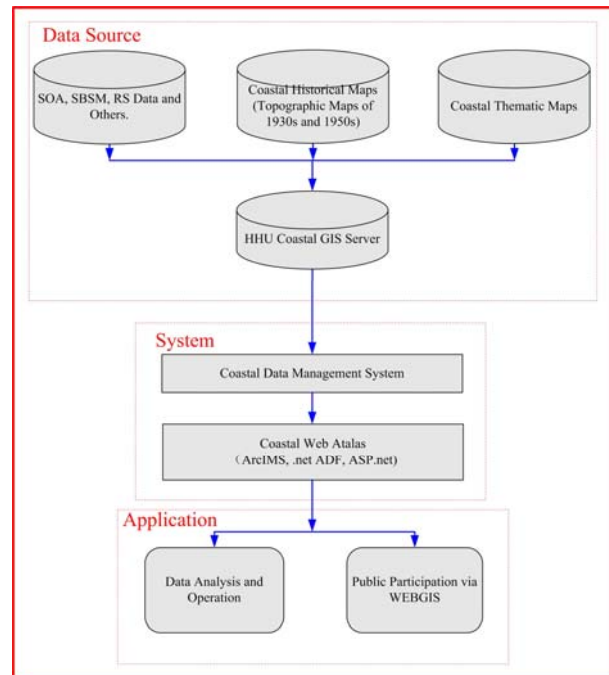 Data Source
SOA, SBSM, RS Data and
Others.
Coastal Historical Maps
(Topographic Maps of
1930s and 1950s)
Coastal Thematic Maps
HHU Coastal GIS Server
System
Coastal Data Management System
Coastal Web Atalas
（ArcIMS, .net ADF, ASP.net)
Application
Data Analysis and
Operation
Public Participation via
WEBGIS